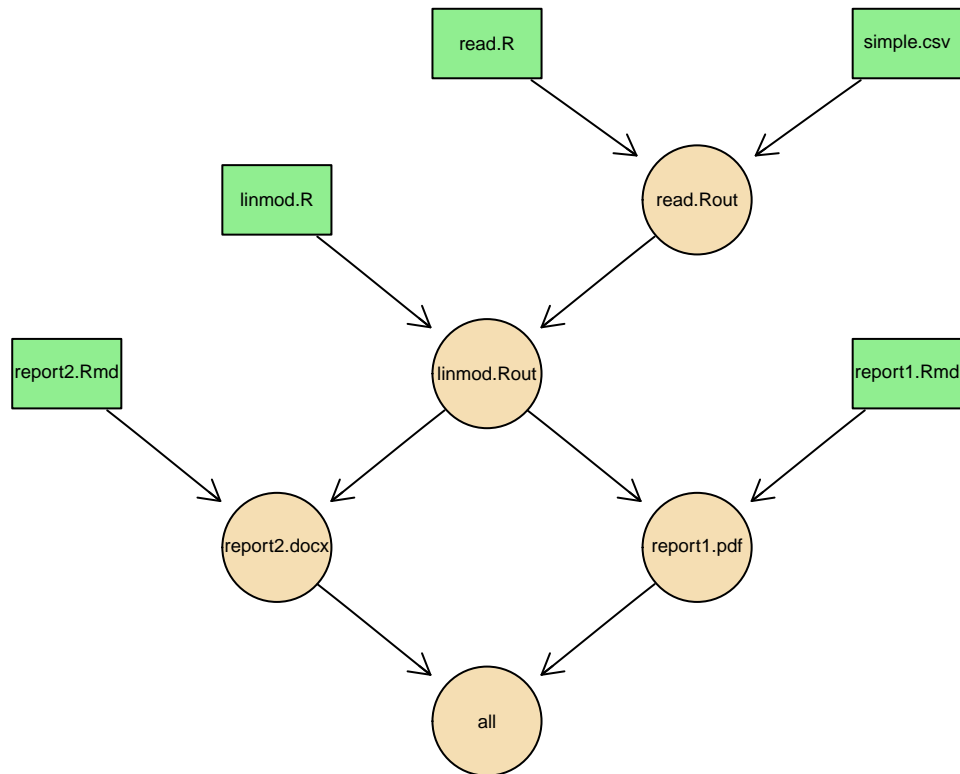 read.R
simple.csv
linmod.R
read.Rout
report2.Rmd
linmod.Rout
report1.Rmd
report2.docx
report1.pdf
all